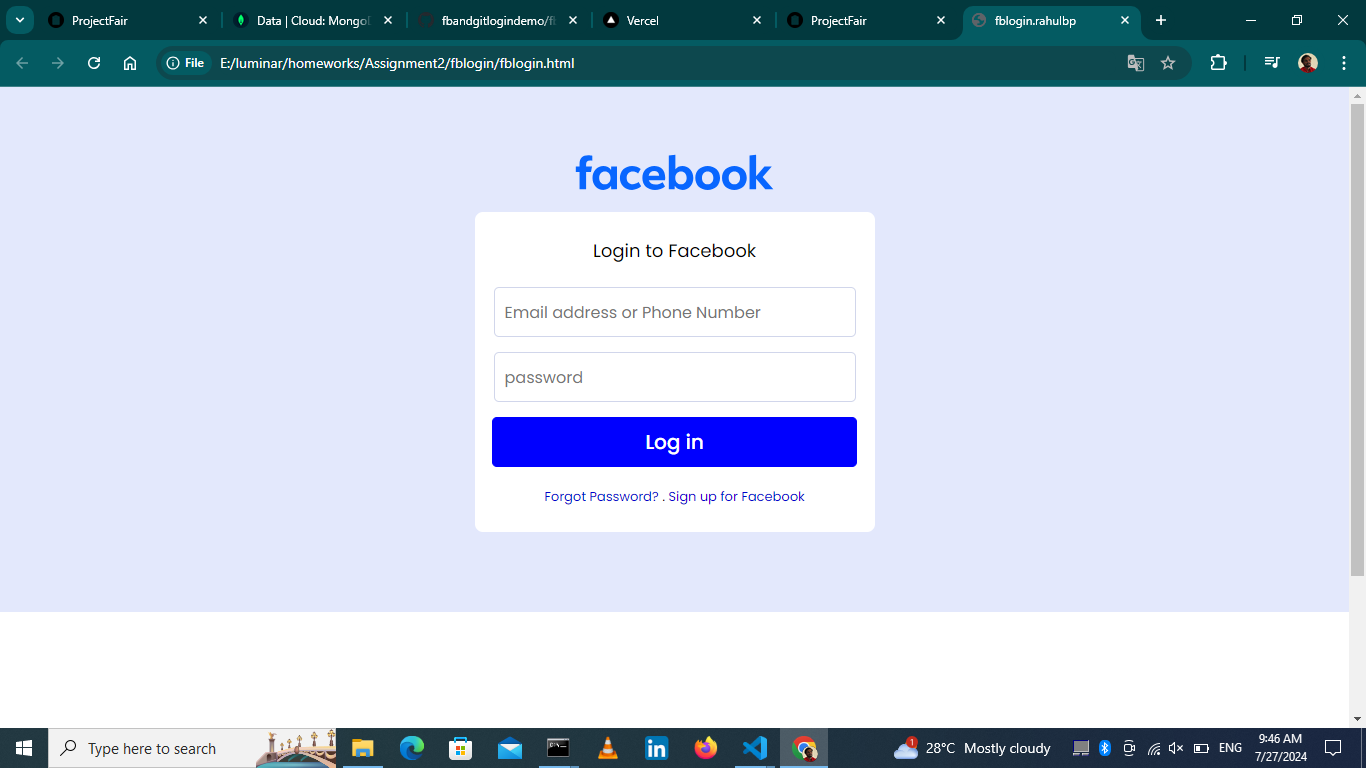 ProjectFair
Data | Cloud: Mongo
fbandgitlogindemo/
Vercel
ProjectFair
fblogin.rahulbp
File
E:/luminar/homeworks/Assignment2/fblogin/fblogin.html
facebook
Login to Facebook
Email address or Phone Number
password
Log in
Forgot Password? . Sign up for Facebook
Type here to search
1
28°C Mostly cloudy
ENG
9:46 AM
7/27/2024